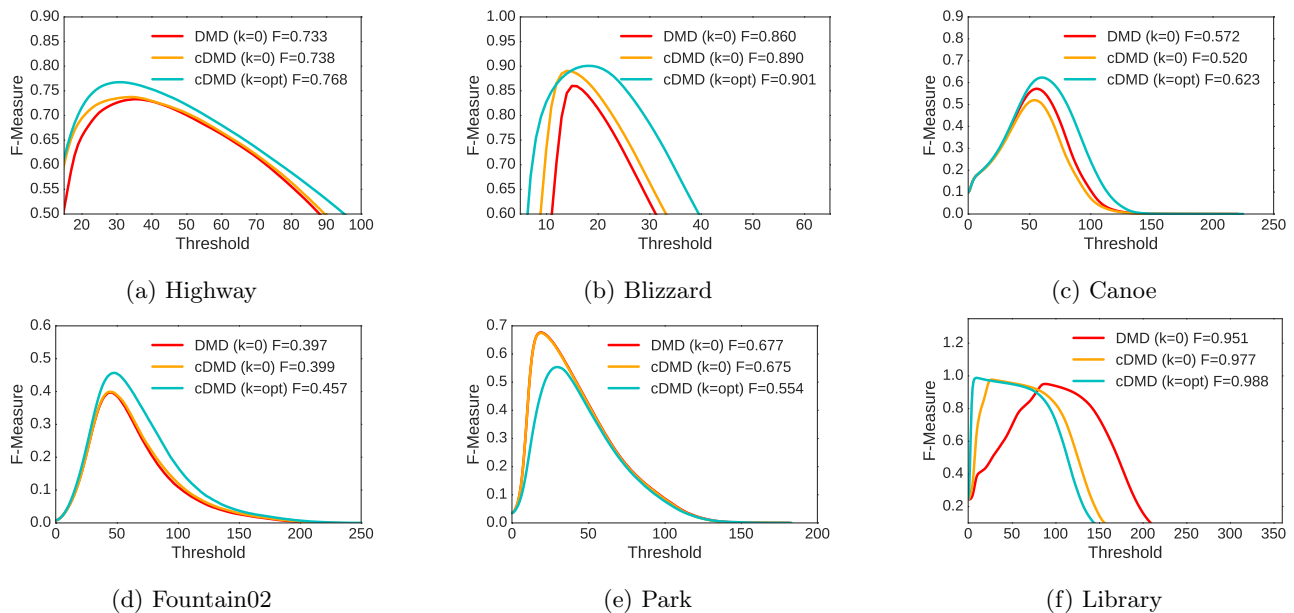 0.90
0.85
0.80
0.75
0.70
0.65
0.60
0.55
0.50
F-Measure
DMD (k=0) F=0.733
cDMD (k=0) F=0.738
cDMD (k=opt) F=0.768
20 30 40 50 60 70 80 90 100
Threshold
(a) Highway
1.00
0.95
0.90
0.85
0.80
0.75
0.70
0.65
0.60
F-Measure
DMD (k=0) F=0.860
cDMD (k=0) F=0.890
cDMD (k=opt) F=0.901
10 20 30 40 50 60
Threshold
(b) Blizzard
1.0
0.9
0.8
0.7
0.6
0.5
0.4
0.3
0.2
0.1
0.0
F-Measure
DMD (k=0) F=0.572
cDMD (k=0) F=0.520
cDMD (k=opt) F=0.623
0 50 100 150 200 250
Threshold
(c) Canoe
0.6
0.5
0.4
0.3
0.2
0.1
0.0
F-Measure
DMD (k=0) F=0.397
cDMD (k=0) F=0.399
cDMD (k=opt) F=0.457
0 50 100 150 200 250
Threshold
(d) Fountain02
0.7
0.6
0.5
0.4
0.3
0.2
0.1
0.0
F-Measure
DMD (k=0) F=0.677
cDMD (k=0) F=0.675
cDMD (k=opt) F=0.554
0 50 100 150 200
Threshold
(e) Park
1.2
1.0
0.8
0.6
0.4
0.2
F-Measure
DMD (k=0) F=0.951
cDMD (k=0) F=0.977
cDMD (k=opt) F=0.988
0 50 100 150 200 250 300 350
Threshold
(f) Library